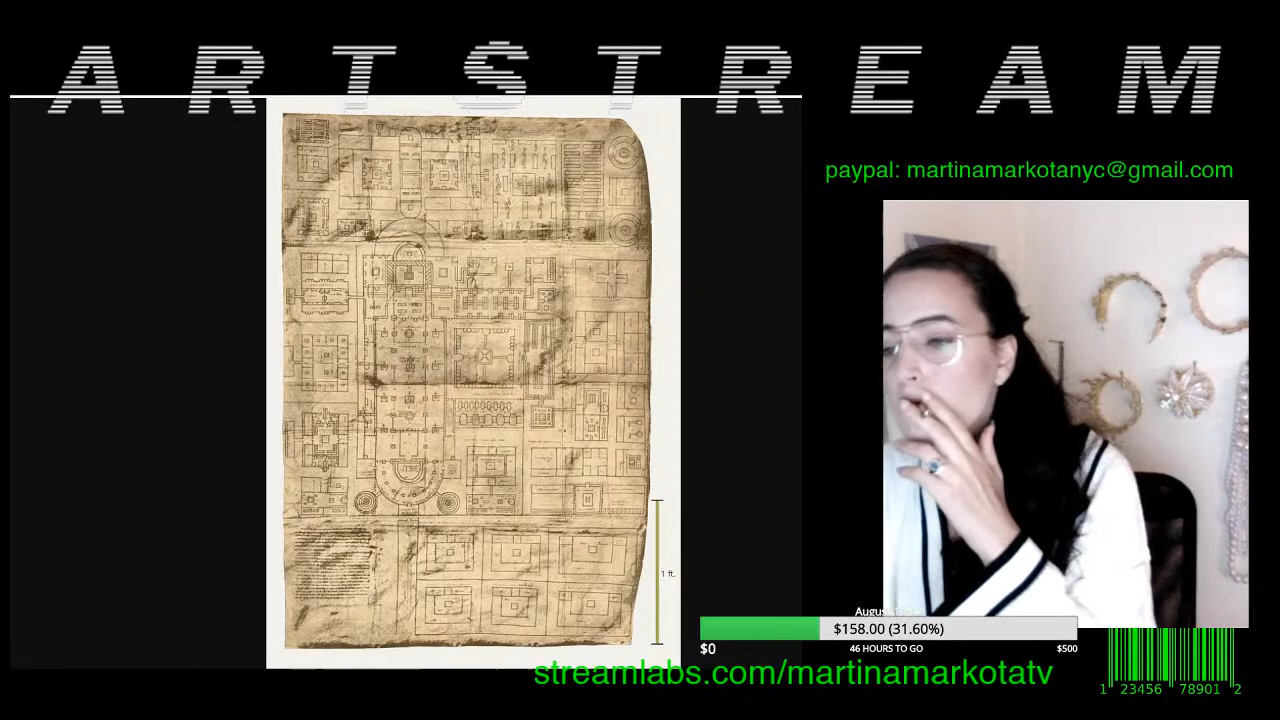 ARTSTREAM
paypal: martinamarkotanyc@gmail.com
1 ft.
$158.00 (31.60%)
$0
46 HOURS TO GO
$500
streamlabs.com/martinamarkotatv
1 23456 78901 2